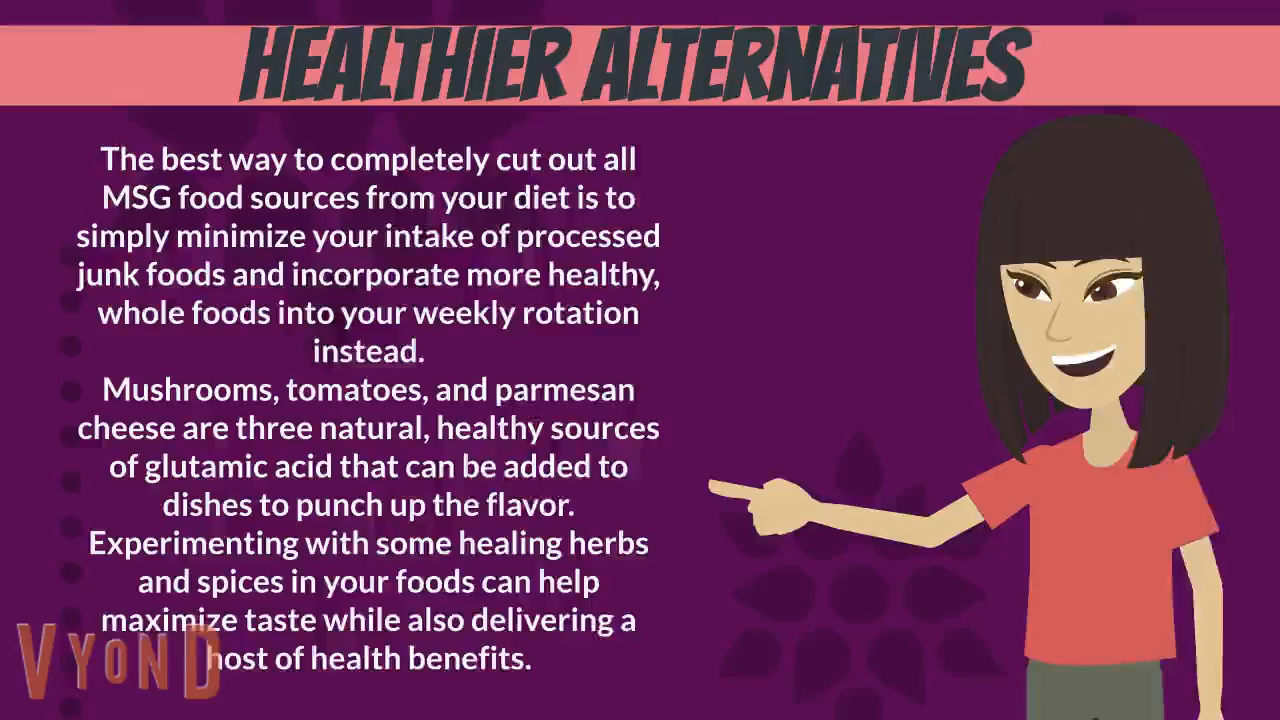 HEALTHIER ALTERNATIVES
The best way to completely cut out all
MSG food sources from your diet is to
simply minimize your intake of processed
junk foods and incorporate more healthy,
whole foods into your weekly rotation
instead.
Mushrooms, tomatoes, and parmesan
cheese are three natural, healthy sources
of glutamic acid that can be added to
dishes to punch up the flavor.
Experimenting with some healing herbs
and spices in your foods can help
maximize taste while also delivering a
host of health benefits.
VYOND